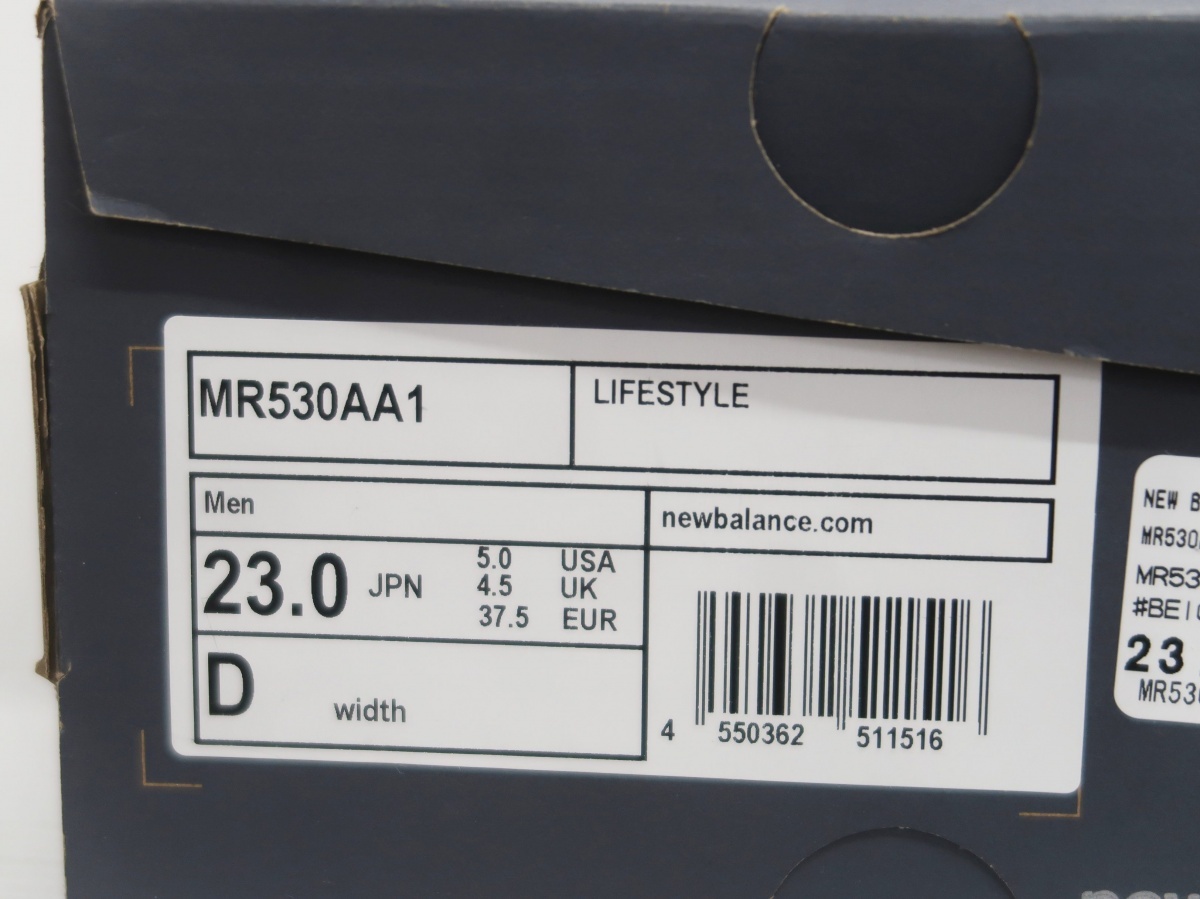 MR530AA1
LIFESTYLE
Men
newbalance.com
23.0 JPN
5.0 USA
4.5 UK
37.5 EUR
D width
4 550362 511516
NEW B
MR530
MR53
#BEI
23
MR53